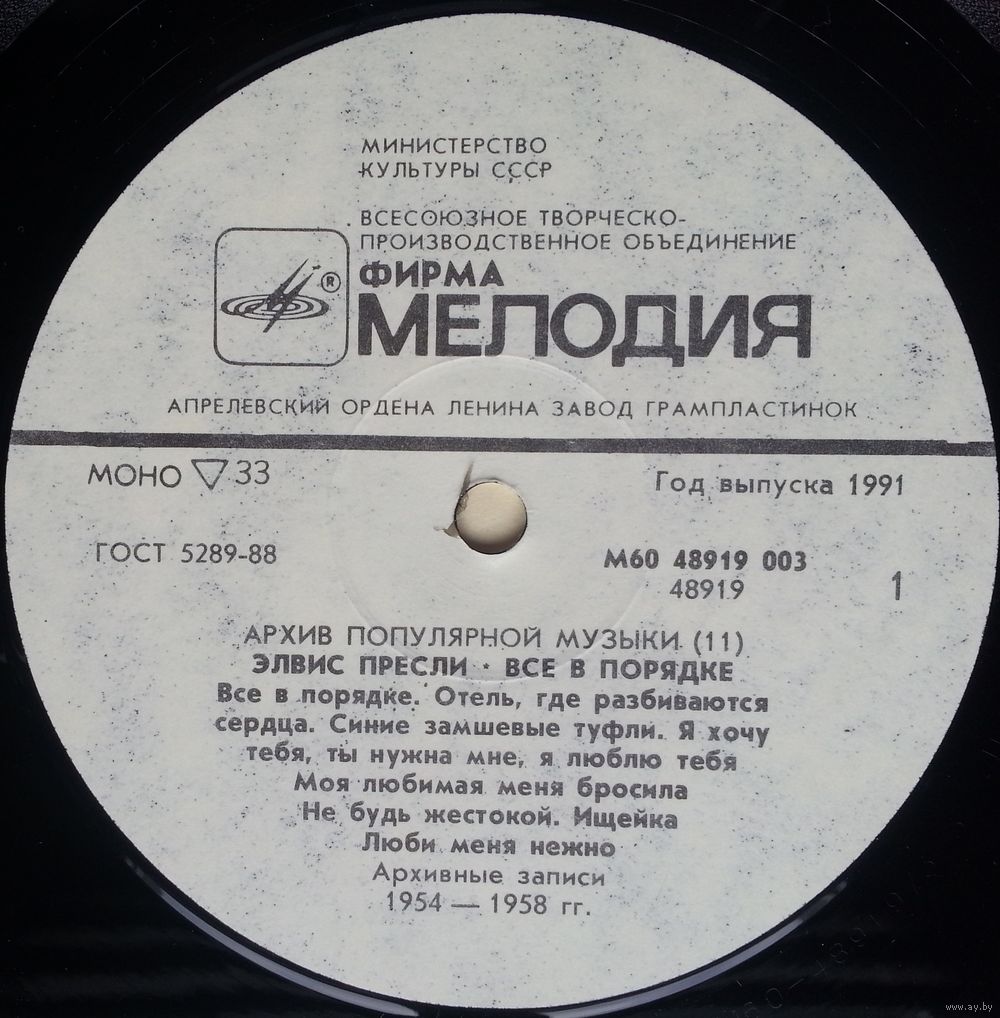 МИНИСТЕРСТВО
КУЛЬТУРЫ СССР
ВСЕСОЮЗНОЕ ТВОРЧЕСКО-
ПРОИЗВОДСТВЕННОЕ ОБЪЕДИНЕНИЕ
ФИРМА
®
МЕЛОДИЯ
АПРЕЛЕВСКИЙ ОРДЕНА ЛЕНИНА ЗАВОД ГРАМПЛАСТИНОК
МОНО ▽ 33
Год выпуска 1991
ГОСТ 5289-88
М60 48919 003
48919
1
АРХИВ ПОПУЛЯРНОЙ МУЗЫКИ (11)
ЭЛВИС ПРЕСЛИ · ВСЕ В ПОРЯДКЕ
Все в порядке. Отель, где разбиваются
сердца. Синие замшевые туфли. Я хочу
тебя, ты нужна мне, я люблю тебя
Моя любимая меня бросила
Не будь жестокой. Ищейка
Люби меня нежно
Архивные записи
1954 — 1958 гг.
www.ay.by